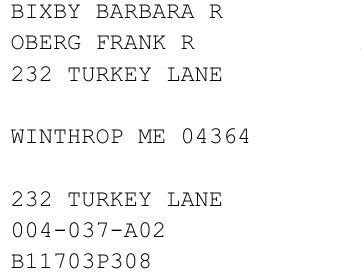 BIXBY BARBARA R
OBERG FRANK R
232 TURKEY LANE
WINTHROP ME 04364
232 TURKEY LANE
004-037-A02
B11703P308